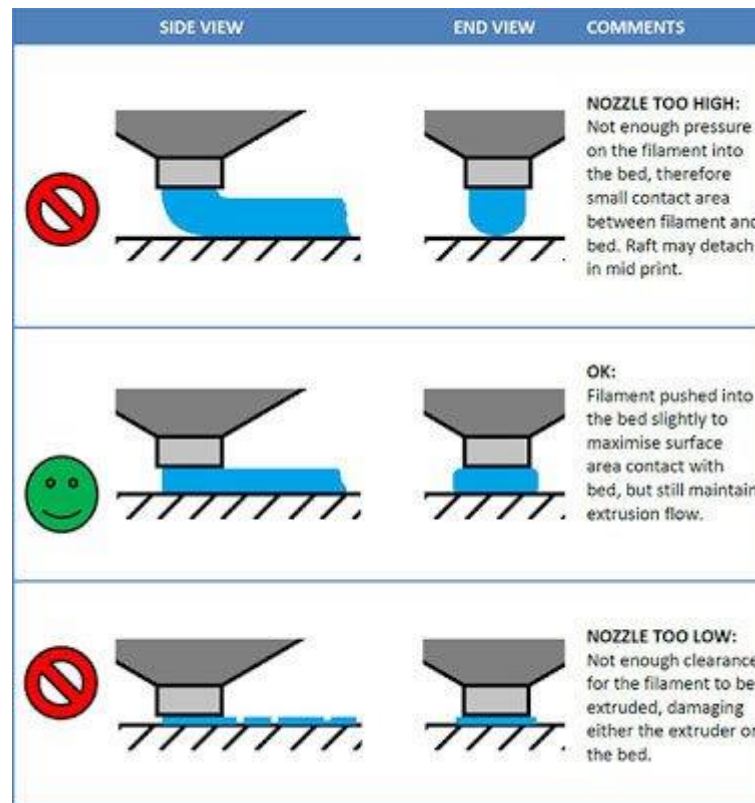 SIDE VIEW END VIEW COMMENTS
NOZZLE TOO HIGH:
Not enough pressure
on the filament into
the bed, therefore
small contact area
between filament and
bed. Raft may detach
in mid print.
OK:
Filament pushed into
the bed slightly to
maximise surface
area contact with
bed, but still maintain
extrusion flow.
NOZZLE TOO LOW:
Not enough clearance
for the filament to be
extruded, damaging
either the extruder or
the bed.